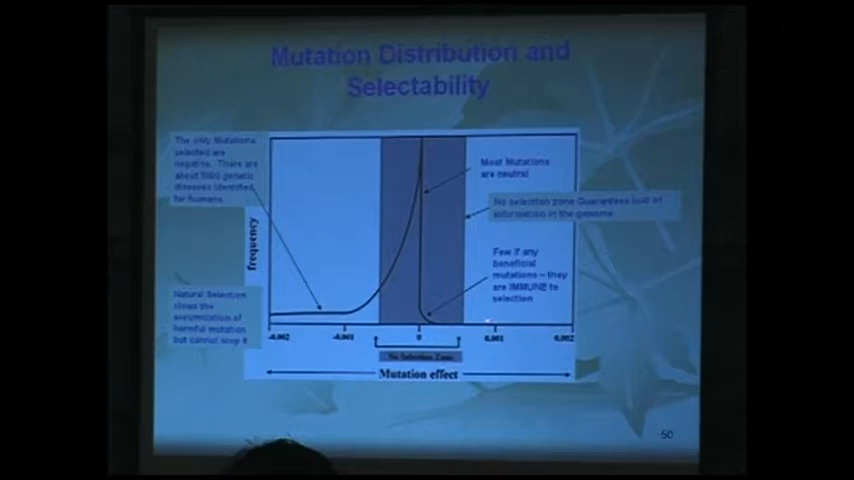 Mutation Distribution and
Selectability
The only Mutations
selected are
negative. There are
about 5000 genetic
diseases identified
for humans.
Most Mutations
are neutral
No selection zone Guarantees loss of
information in the genome
frequency
Few if any
beneficial
mutations – they
are IMMUNE to
selection
Natural Selection
slows the
accumulation of
harmful mutation
but cannot stop it
-0.002
-0.001
0
0.001
0.002
No Selection Zone
Mutation effect
50